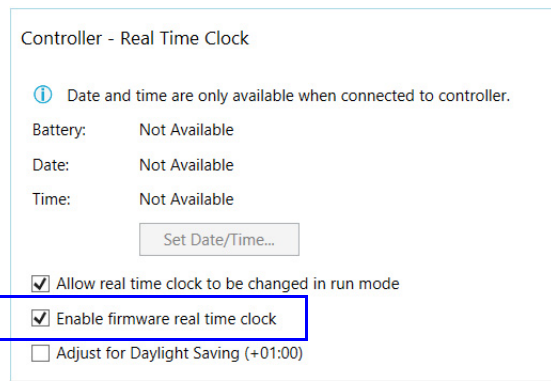 Controller - Real Time Clock
Date and time are only available when connected to controller.
Battery: Not Available
Date: Not Available
Time: Not Available
Set Date/Time...
Allow real time clock to be changed in run mode
Enable firmware real time clock
Adjust for Daylight Saving (+01:00)